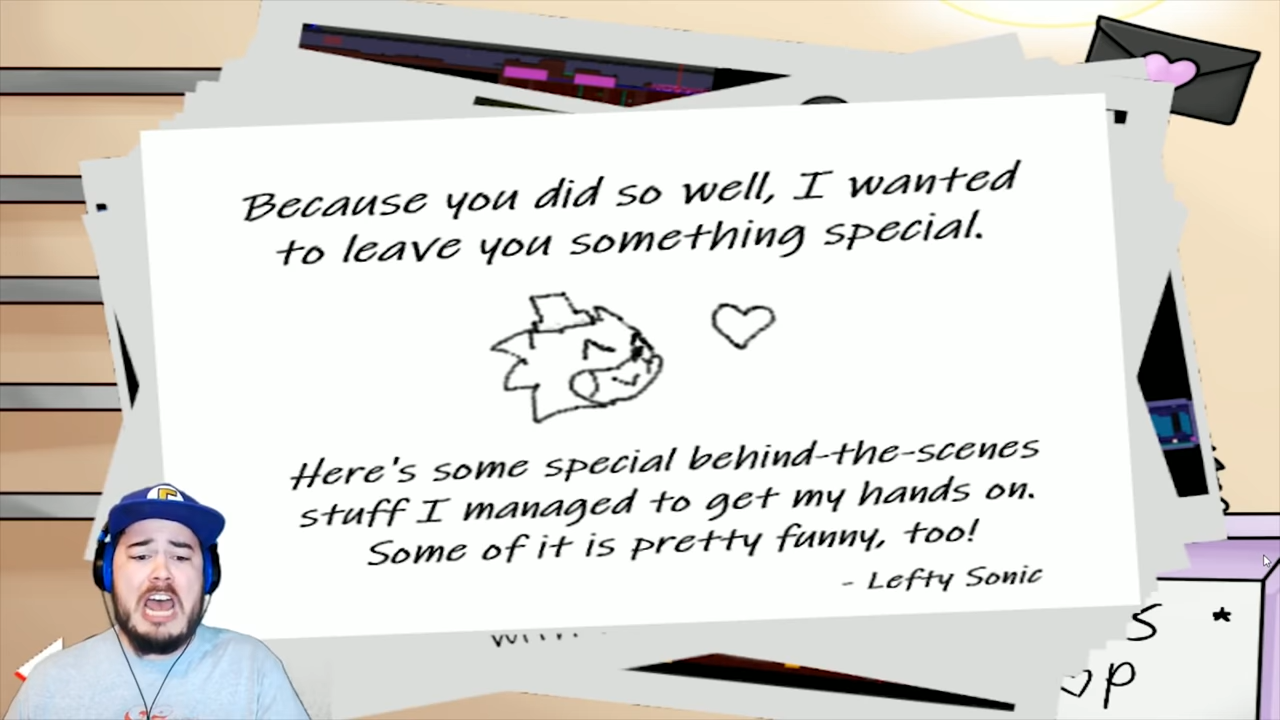 Because you did so well, I wanted
to leave you something special.
Here's some special behind-the-scenes
stuff I managed to get my hands on.
Some of it is pretty funny, too!
- Lefty Sonic
S *
P